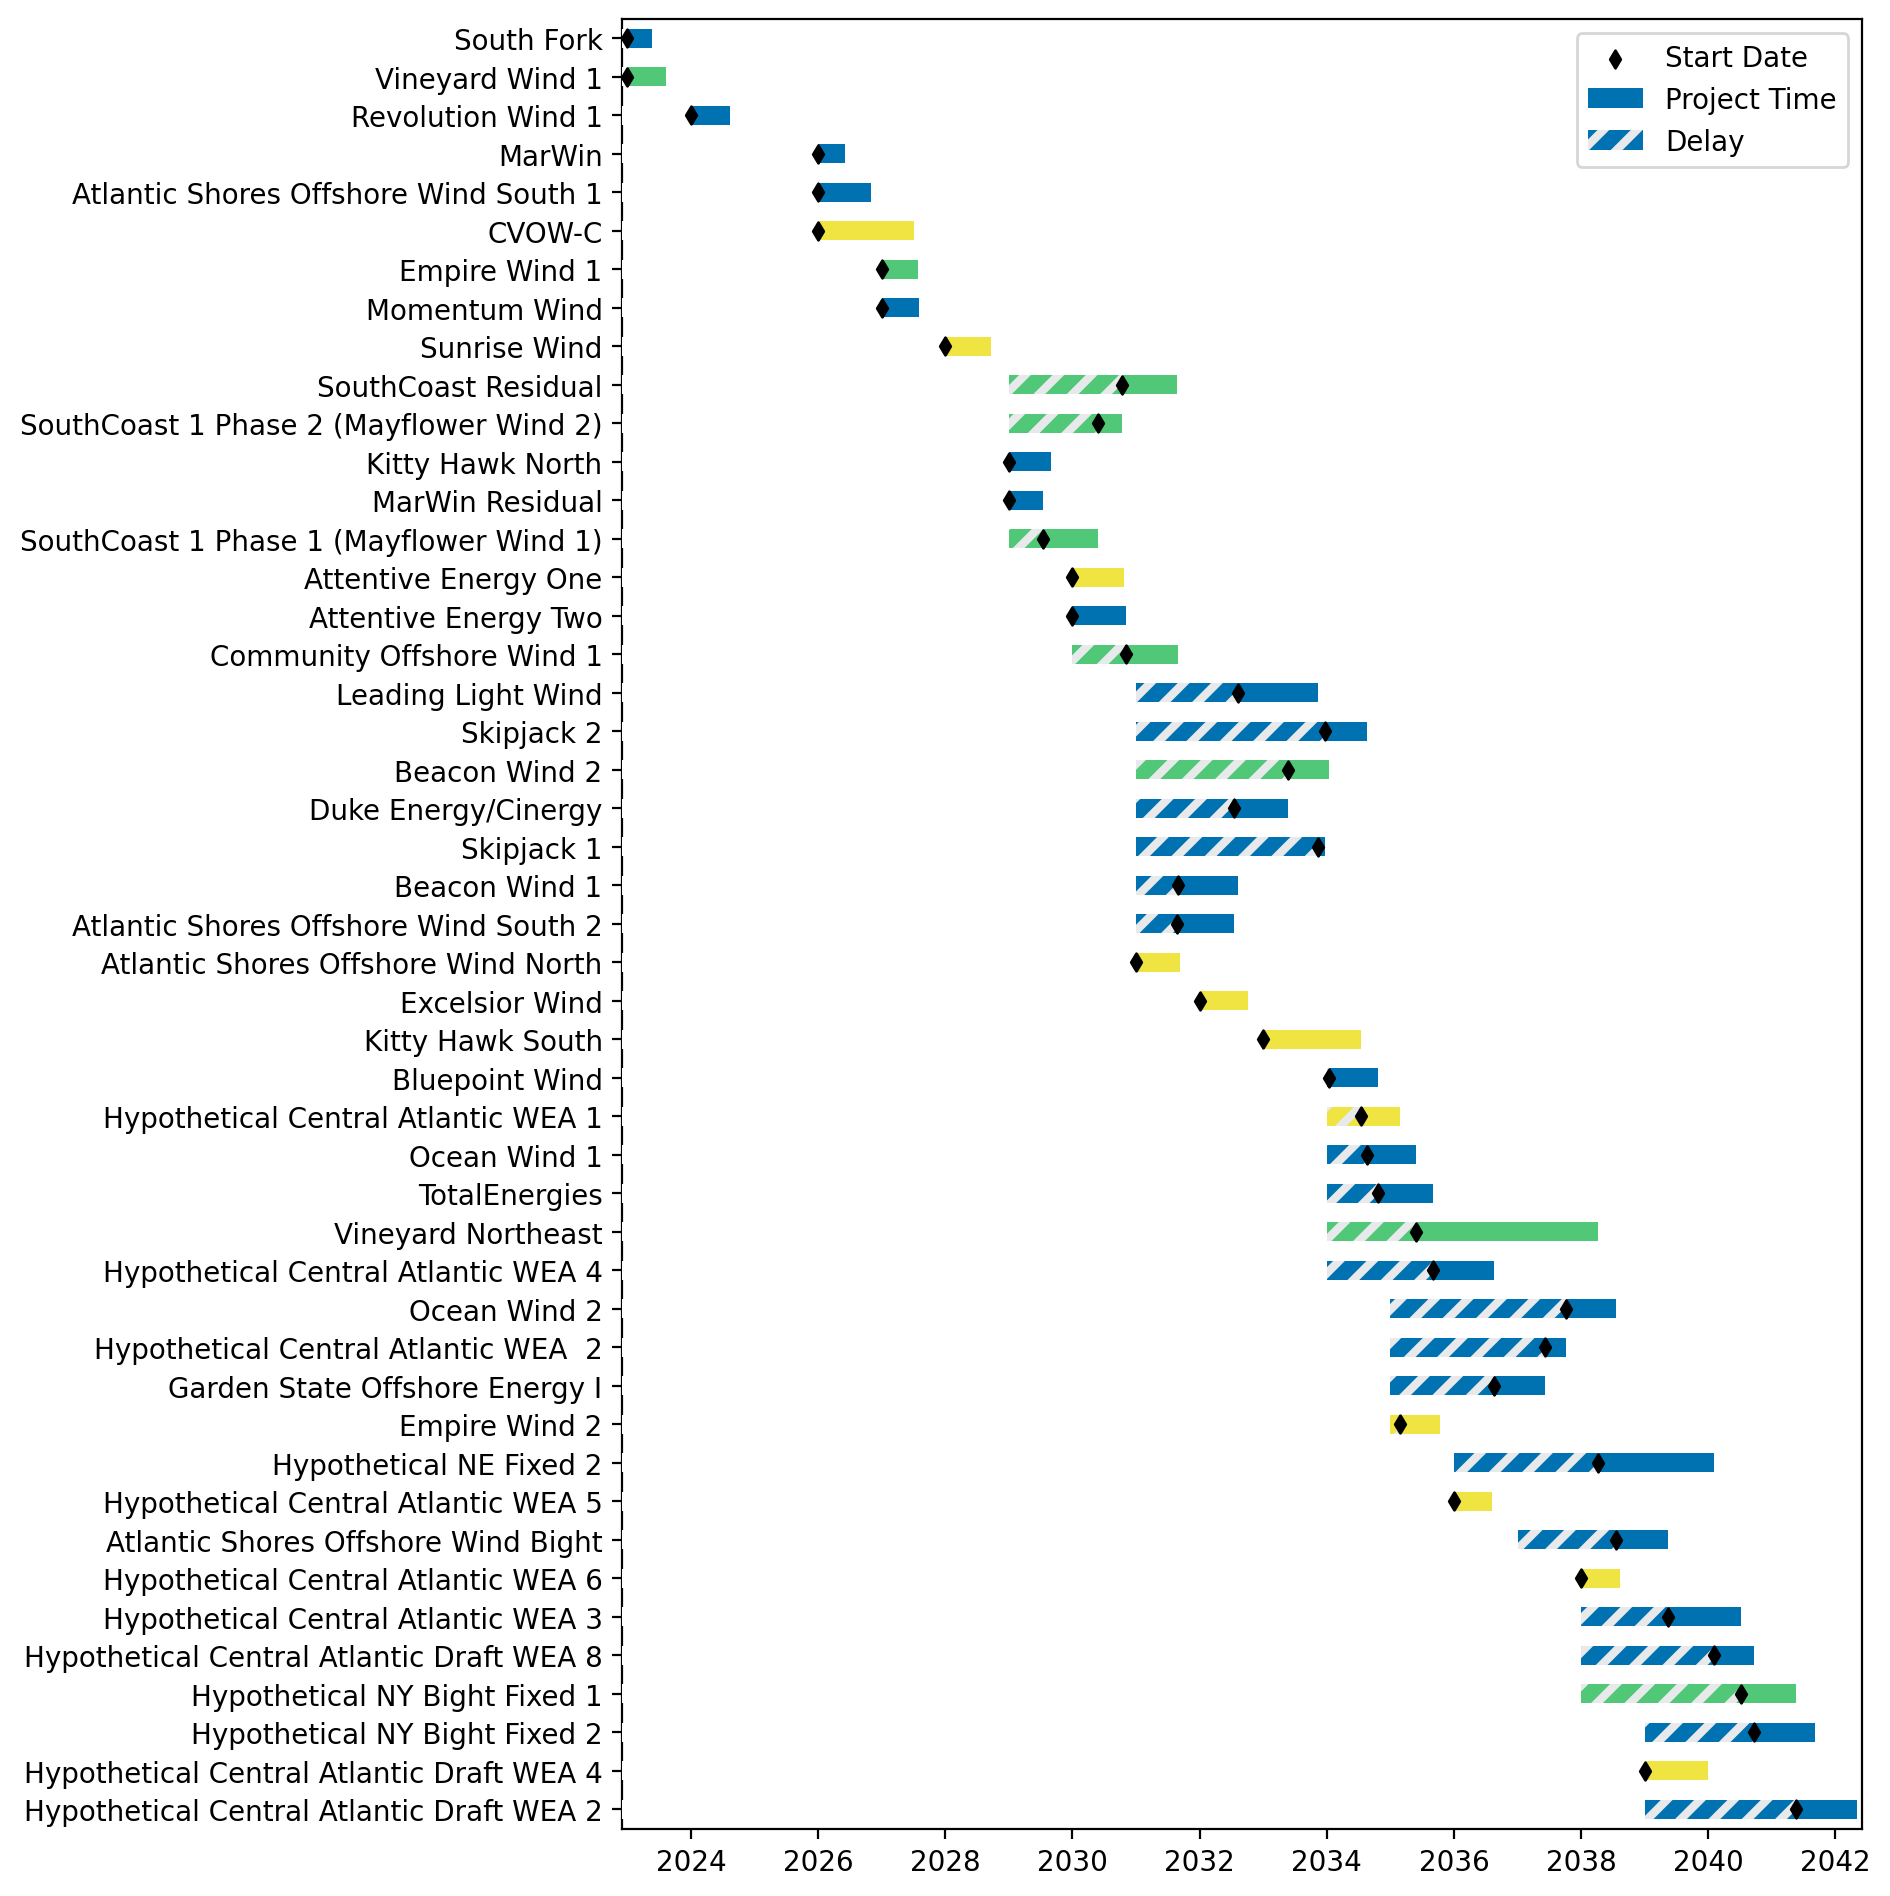 South Fork
Vineyard Wind 1
Revolution Wind 1
MarWin
Atlantic Shores Offshore Wind South 1
CVOW-C
Empire Wind 1
Momentum Wind
Sunrise Wind
SouthCoast Residual
SouthCoast 1 Phase 2 (Mayflower Wind 2)
Kitty Hawk North
MarWin Residual
SouthCoast 1 Phase 1 (Mayflower Wind 1)
Attentive Energy One
Attentive Energy Two
Community Offshore Wind 1
Leading Light Wind
Skipjack 2
Beacon Wind 2
Duke Energy/Cinergy
Skipjack 1
Beacon Wind 1
Atlantic Shores Offshore Wind South 2
Atlantic Shores Offshore Wind North
Excelsior Wind
Kitty Hawk South
Bluepoint Wind
Hypothetical Central Atlantic WEA 1
Ocean Wind 1
TotalEnergies
Vineyard Northeast
Hypothetical Central Atlantic WEA 4
Ocean Wind 2
Hypothetical Central Atlantic WEA  2
Garden State Offshore Energy I
Empire Wind 2
Hypothetical NE Fixed 2
Hypothetical Central Atlantic WEA 5
Atlantic Shores Offshore Wind Bight
Hypothetical Central Atlantic WEA 6
Hypothetical Central Atlantic WEA 3
Hypothetical Central Atlantic Draft WEA 8
Hypothetical NY Bight Fixed 1
Hypothetical NY Bight Fixed 2
Hypothetical Central Atlantic Draft WEA 4
Hypothetical Central Atlantic Draft WEA 2
Start Date
Project Time
Delay
2024 2026 2028 2030 2032 2034 2036 2038 2040 2042